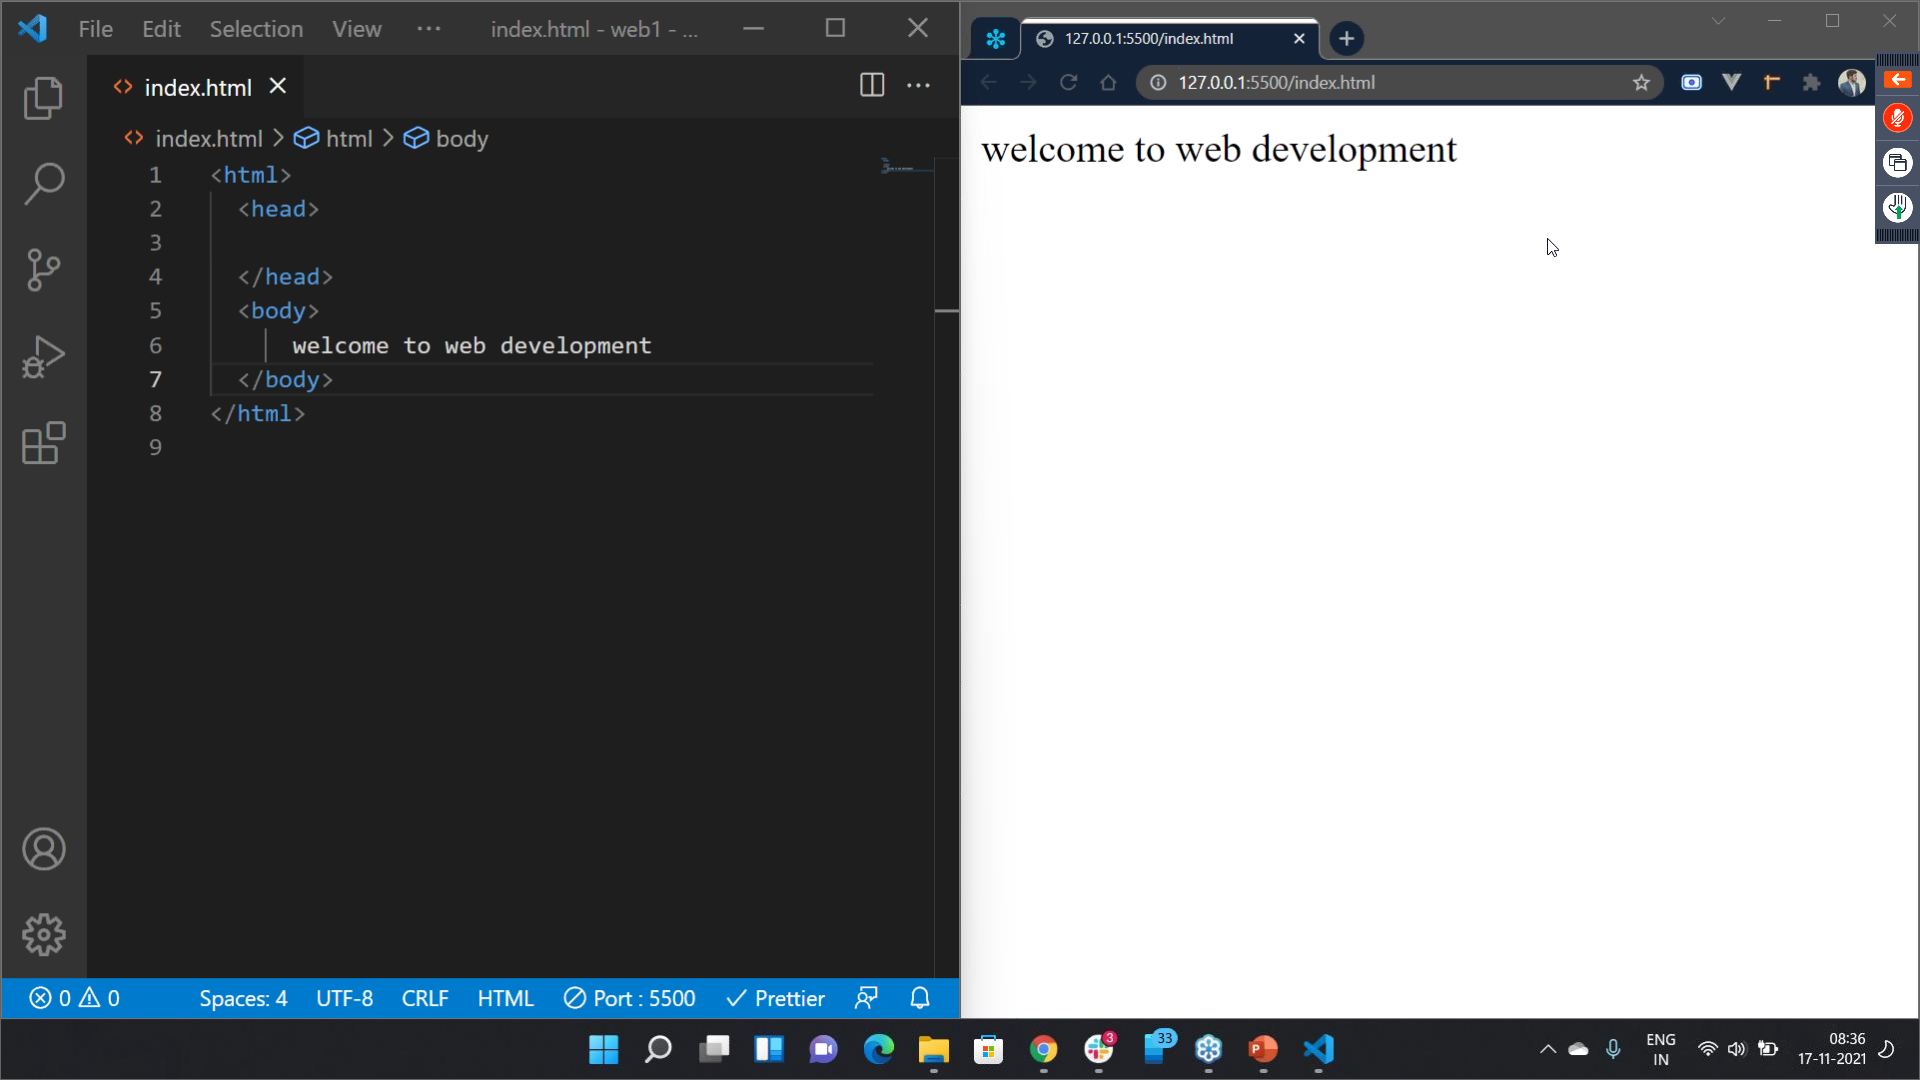 File Edit Selection View ··· index.html - web1 - ...
index.html
index.html > html > body
1 <html>
2 <head>
3
4 </head>
5 <body>
6 welcome to web development
7 </body>
8 </html>
9
0 0 Spaces: 4 UTF-8 CRLF HTML Port : 5500 Prettier
127.0.0.1:5500/index.html
127.0.0.1:5500/index.html
welcome to web development
3
33
P
ENG
IN
08:36
17-11-2021